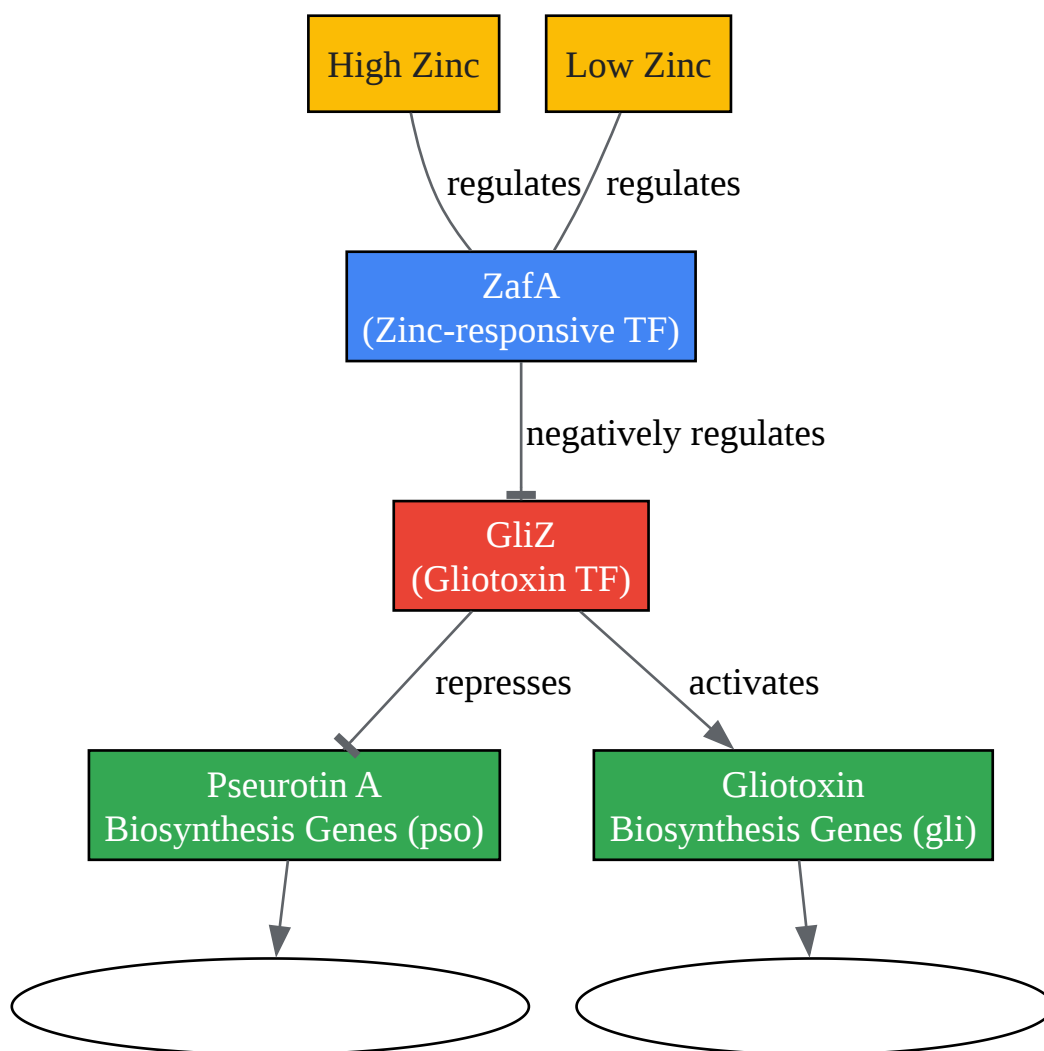 High Zinc
Low Zinc
regulates
regulates
ZafA
(Zinc-responsive TF)
negatively regulates
GliZ
(Gliotoxin TF)
represses
activates
Pseurotin A
Biosynthesis Genes (pso)
Gliotoxin
Biosynthesis Genes (gli)